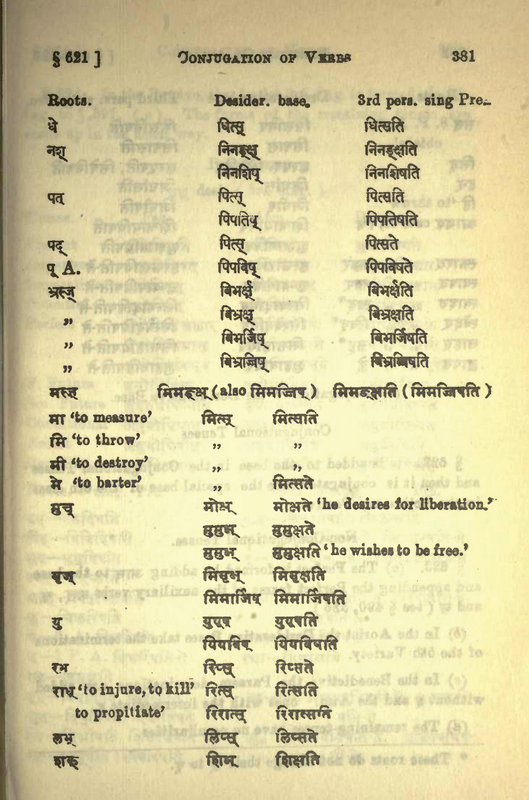 § 621 ] CONJUGATION OF VERBS 381
Roots. Desider. base. 3rd pers. sing Pre.
धे धित्स् धित्सति
नश् निनङ्क्ष् निनङ्क्षति
निनशिष् निनशिषति
पत् पित्स् पित्सति
पिपतिष् पिपतिषति
पद् पित्स् पित्सते
पू A. पिपविष् पिपविषते
भ्रस्ज् बिभर्क्ष् बिभर्क्षति
„ बिभ्रक्ष् बिभ्रक्षति
„ बिभर्जिष् बिभर्जिषति
„ बिभ्रज्जिष् बिभ्रज्जिषति
मस्ज् मिमङ्क्ष् ( also मिमज्जिष् ) मिमङ्क्षति ( मिमज्जिषति )
मा 'to measure' मित्स् मित्सति
मि 'to throw' „ „
मी 'to destroy' „ „
मे 'to barter' „ मित्सते
मुच् मोक्ष् मोक्षते 'he desires for liberation.'
मुमुक्ष् मुमुक्षते
मुमुक्ष् मुमुक्षति 'he wishes to be free.'
मृज् मिमृक्ष् मिमृक्षति
मिमार्जिष् मिमार्जिषति
यु युयूष् युयूषति
यियविष् यियविषति
रभ रिप्स् रिप्सते
राध् 'to injure, to kill' रित्स् रित्सति
to propitiate' रिरात्स् रिरात्सति
लभ् लिप्स् लिप्सते
शक् शिक्ष् शिक्षति